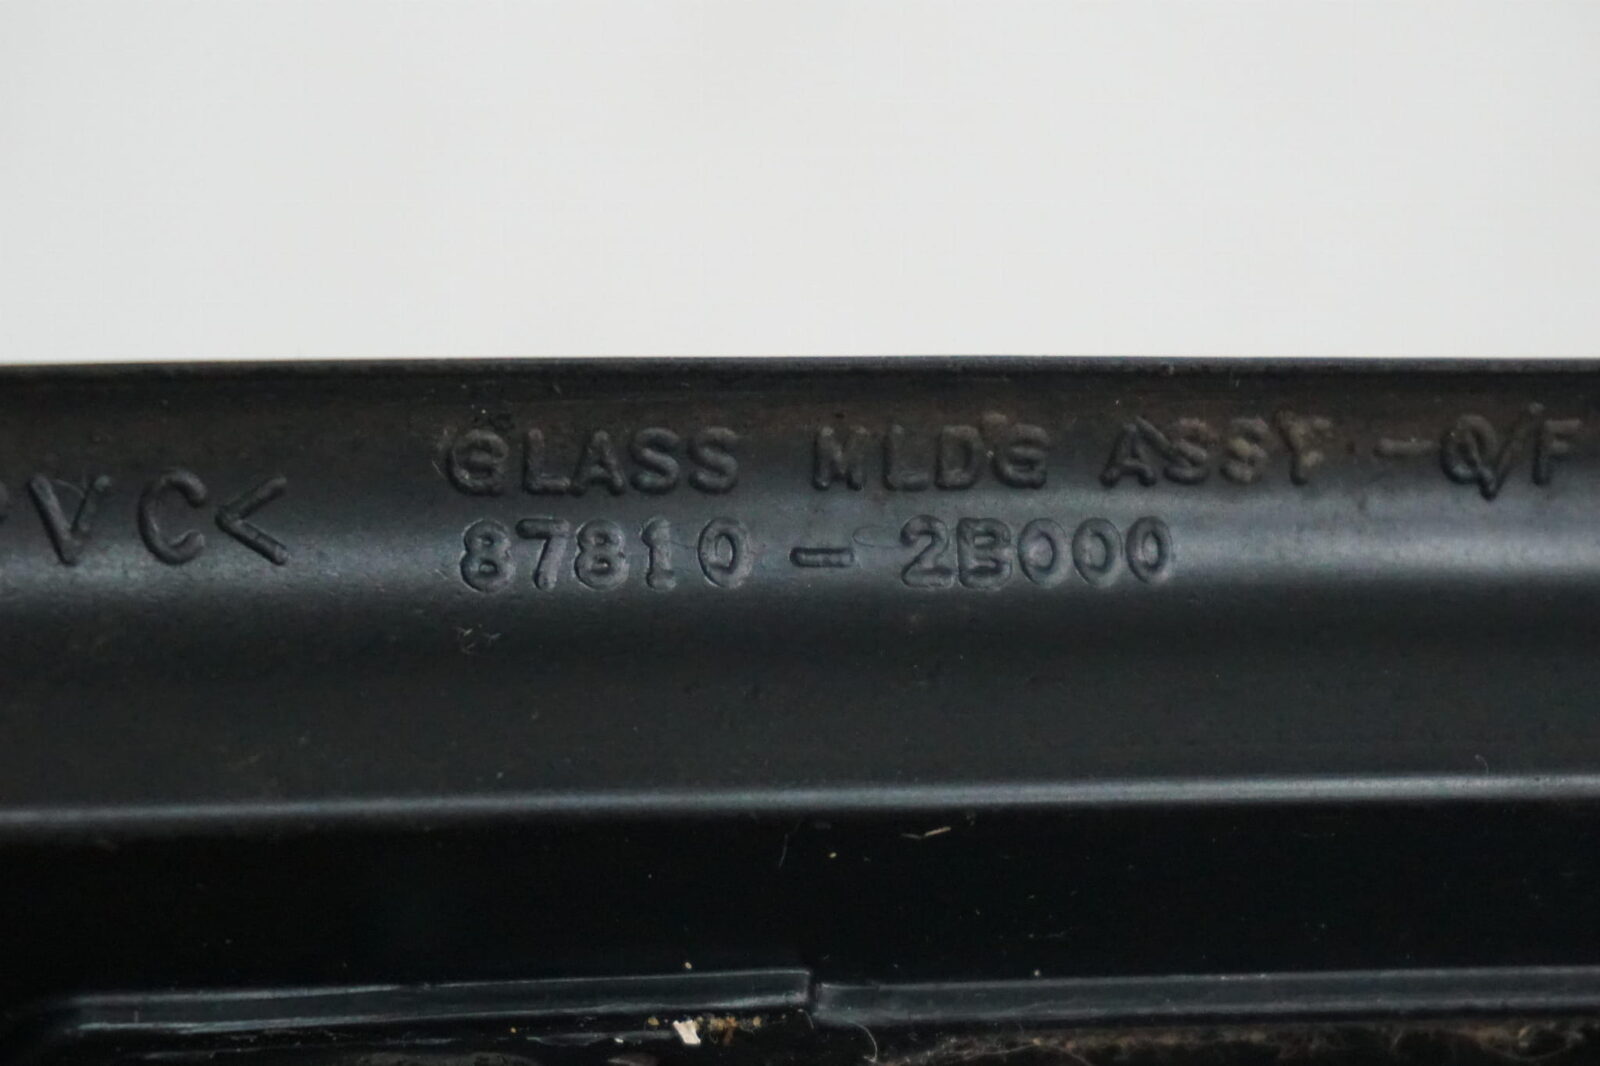 PVC<
GLASS MLDG ASSY-Q/F
87810-2B000